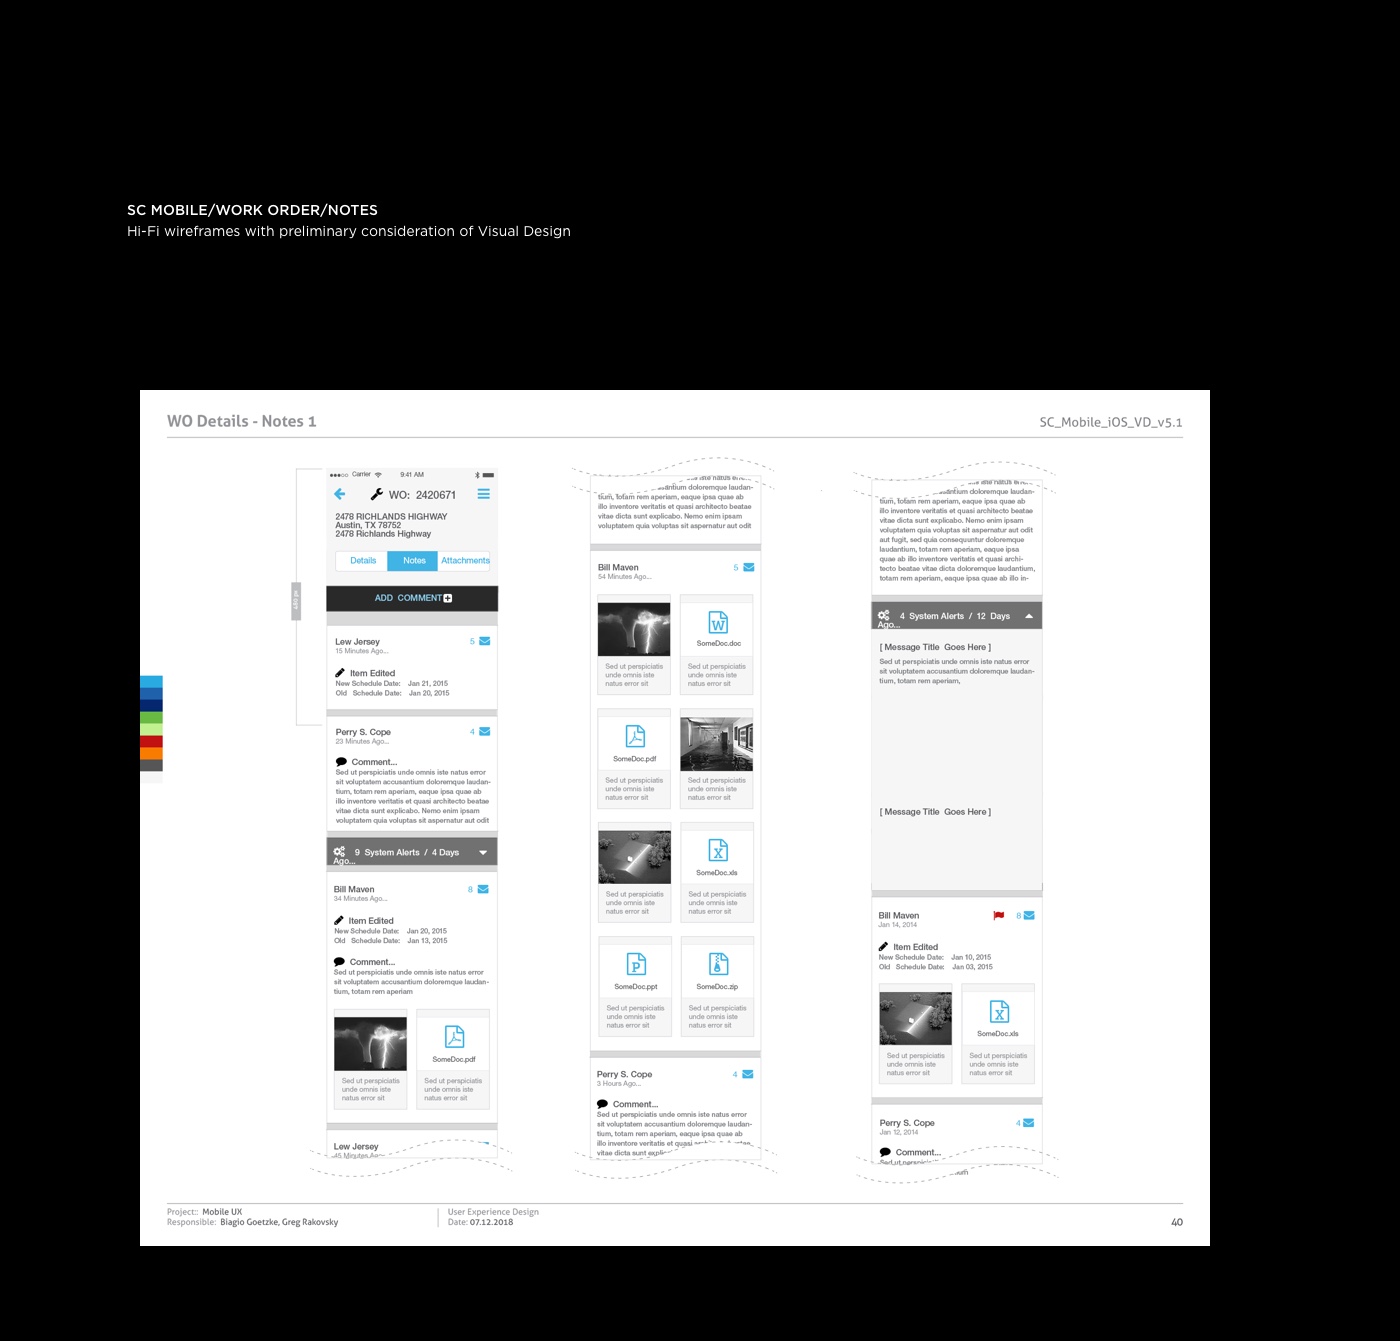 SC MOBILE/WORK ORDER/NOTES
Hi-Fi wireframes with preliminary consideration of Visual Design
WO Details - Notes 1
SC_Mobile_iOS_VD_v5.1
Carrier
9:41 AM
WO: 2420671
2478 RICHLANDS HIGHWAY
Austin, TX 78752
2478 Richlands Highway
Details
Notes
Attachments
ADD COMMENT
Lew Jersey
5
15 Minutes Ago...
Item Edited
New Schedule Date: Jan 21, 2015
Old Schedule Date: Jan 20, 2015
Perry S. Cope
4
23 Minutes Ago...
Comment...
Sed ut perspiciatis unde omnis iste natus error
sit voluptatem accusantium doloremque laudan-
tium, totam rem aperiam, eaque ipsa quae ab
illo inventore veritatis et quasi architecto beatae
vitae dicta sunt explicabo. Nemo enim ipsam
voluptatem quia voluptas sit aspernatur aut odit
9 System Alerts / 4 Days
Ago...
Bill Maven
8
34 Minutes Ago...
Item Edited
New Schedule Date: Jan 20, 2015
Old Schedule Date: Jan 13, 2015
Comment...
Sed ut perspiciatis unde omnis iste natus error
sit voluptatem accusantium doloremque laudan-
tium, totam rem aperiam
SomeDoc.pdf
Sed ut perspiciatis
unde omnis iste
natus error sit
Sed ut perspiciatis
unde omnis iste
natus error sit
Lew Jersey
45 Minutes Ago...
santium doloremque laudan-
tium, totam rem aperiam, eaque ipsa quae ab
illo inventore veritatis et quasi architecto beatae
vitae dicta sunt explicabo. Nemo enim ipsam
voluptatem quia voluptas sit aspernatur aut odit
Bill Maven
5
54 Minutes Ago...
W
SomeDoc.doc
Sed ut perspiciatis
unde omnis iste
natus error sit
Sed ut perspiciatis
unde omnis iste
natus error sit
SomeDoc.pdf
Sed ut perspiciatis
unde omnis iste
natus error sit
Sed ut perspiciatis
unde omnis iste
natus error sit
X
SomeDoc.xls
Sed ut perspiciatis
unde omnis iste
natus error sit
Sed ut perspiciatis
unde omnis iste
natus error sit
P
SomeDoc.ppt
SomeDoc.zip
Sed ut perspiciatis
unde omnis iste
natus error sit
Sed ut perspiciatis
unde omnis iste
natus error sit
Perry S. Cope
4
3 Hours Ago...
Comment...
Sed ut perspiciatis unde omnis iste natus error
sit voluptatem accusantium doloremque laudan-
tium, totam rem aperiam, eaque ipsa quae ab
illo inventore veritatis et quasi
vitae dicta sunt
santium doloremque laudan-
tium, totam rem aperiam, eaque ipsa quae ab
illo inventore veritatis et quasi architecto beatae
vitae dicta sunt explicabo. Nemo enim ipsam
voluptatem quia voluptas sit aspernatur aut odit
aut fugit, sed quia consequuntur doloremque
laudantium, totam rem aperiam, eaque ipsa
quae ab illo inventore veritatis et quasi archi-
tecto beatae vitae dicta doloremque laudantium,
totam rem aperiam, eaque ipsa quae ab illo in-
4 System Alerts / 12 Days
Ago...
[ Message Title Goes Here ]
Sed ut perspiciatis unde omnis iste natus error
sit voluptatem accusantium doloremque laudan-
tium, totam rem aperiam,
[ Message Title Goes Here ]
Bill Maven
8
Jan 14, 2014
Item Edited
New Schedule Date: Jan 10, 2015
Old Schedule Date: Jan 03, 2015
X
SomeDoc.xls
Sed ut perspiciatis
unde omnis iste
natus error sit
Sed ut perspiciatis
unde omnis iste
natus error sit
Perry S. Cope
4
Jan 12, 2014
Comment...
Project:: Mobile UX
Responsible: Biagio Goetzke, Greg Rakovsky
User Experience Design
Date: 07.12.2018
40